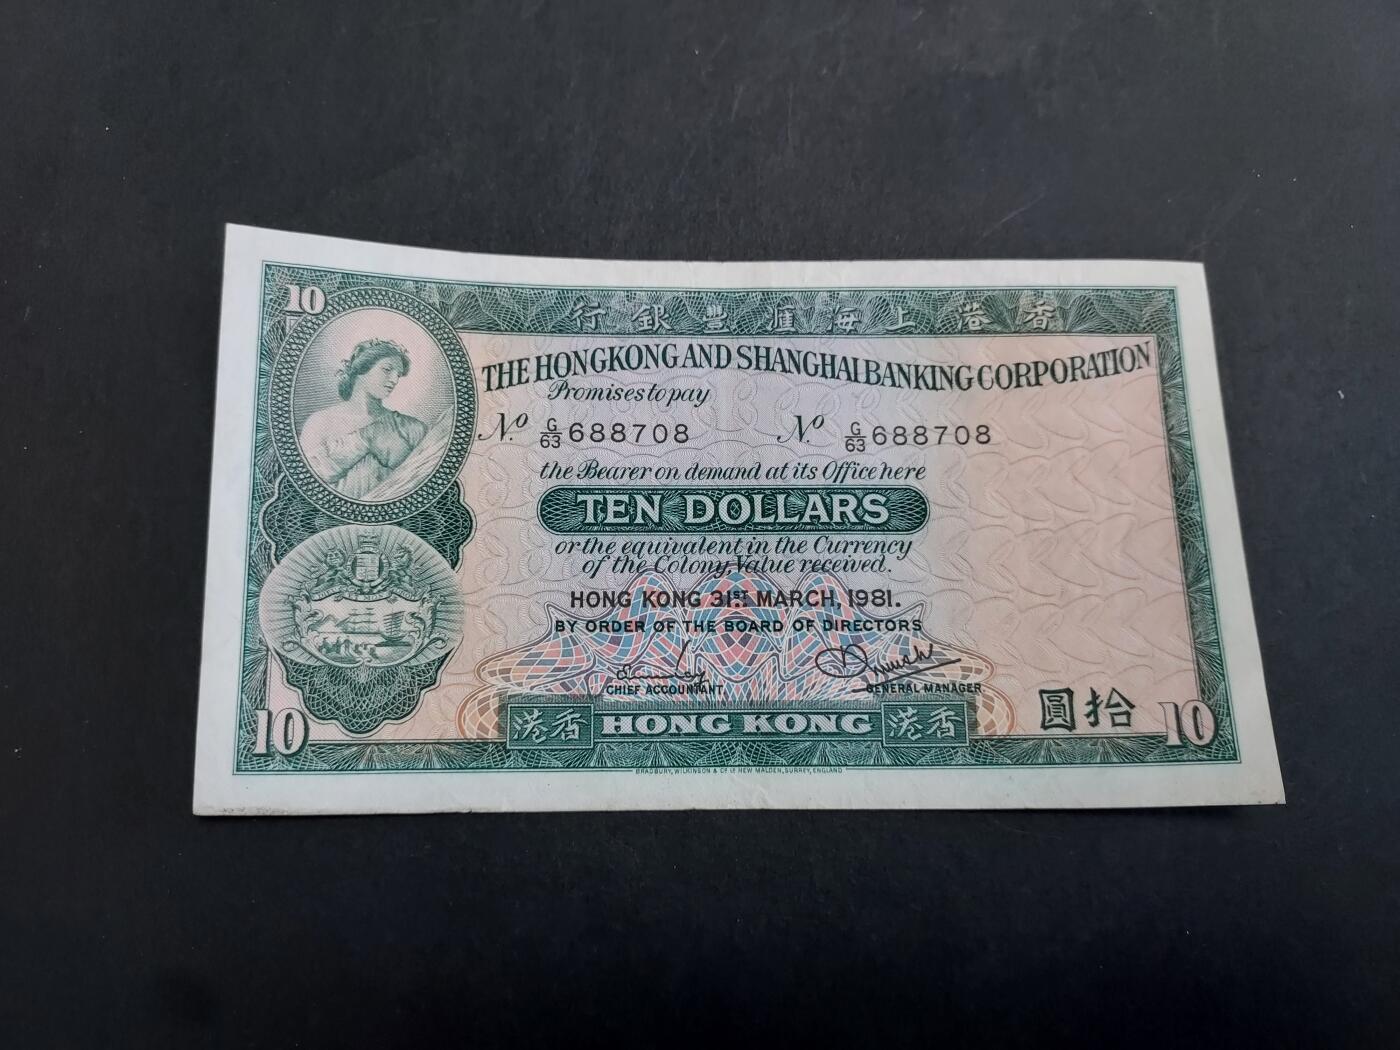 10
行銀豐滙海上港香
THE HONGKONG AND SHANGHAI BANKING CORPORATION
Promises to pay
No. G/63 688708 No. G/63 688708
the Bearer on demand at its Office here
TEN DOLLARS
or the equivalent in the Currency
of the Colony, Value received.
HONG KONG 31ST MARCH, 1981.
BY ORDER OF THE BOARD OF DIRECTORS
CHIEF ACCOUNTANT. GENERAL MANAGER.
10 港香 HONG KONG 港香 圓拾 10
BRADBURY, WILKINSON & Co. Ld. NEW MALDEN, SURREY, ENGLAND